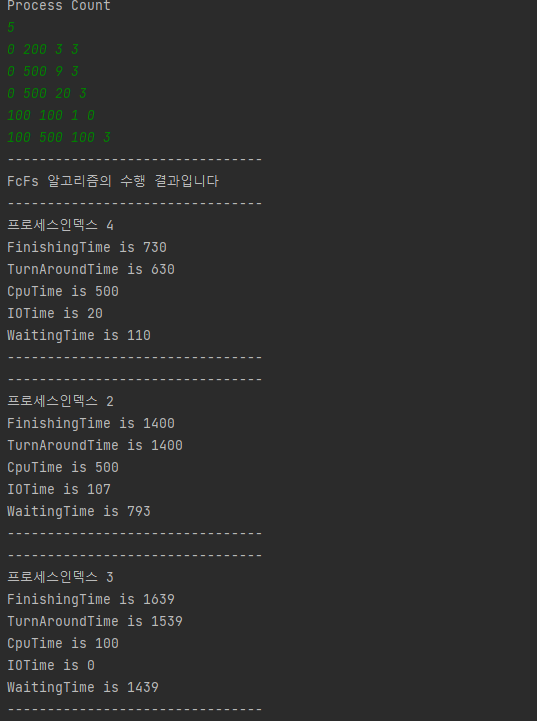 Process Count
5
0 200 3 3
0 500 9 3
0 500 20 3
100 100 1 0
100 500 100 3
--------------------------------
FcFs 알고리즘의 수행 결과입니다
--------------------------------
프로세스인덱스 4
FinishingTime is 730
TurnAroundTime is 630
CpuTime is 500
IOTime is 20
WaitingTime is 110
--------------------------------
--------------------------------
프로세스인덱스 2
FinishingTime is 1400
TurnAroundTime is 1400
CpuTime is 500
IOTime is 107
WaitingTime is 793
--------------------------------
--------------------------------
프로세스인덱스 3
FinishingTime is 1639
TurnAroundTime is 1539
CpuTime is 100
IOTime is 0
WaitingTime is 1439
--------------------------------